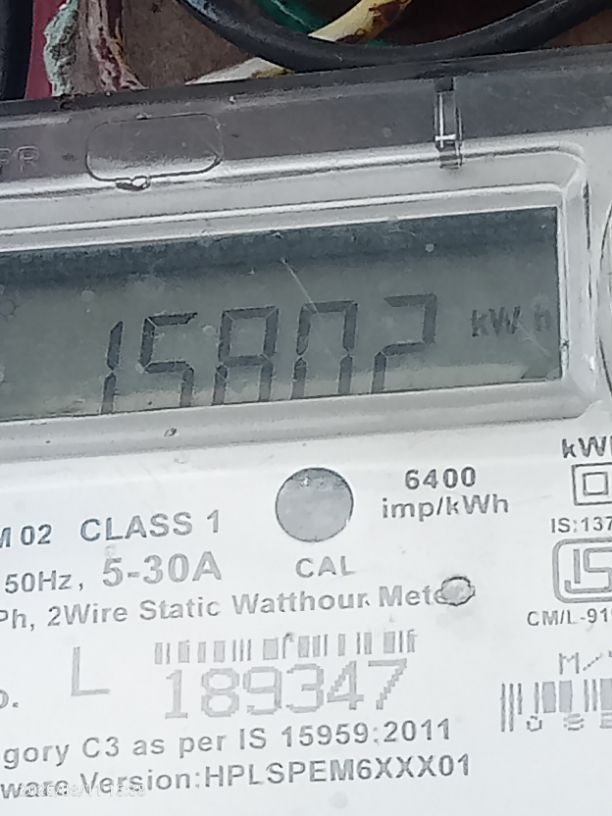 15802 kWh
kWh
6400
imp/kWh
M 02 CLASS 1
IS:137
50Hz, 5-30A
CAL
Ph, 2Wire Static Watthour. Meter
CM/L-91
L
189347
gory C3 as per IS 15959:2011
ware Version:HPLSPEM6XXX01